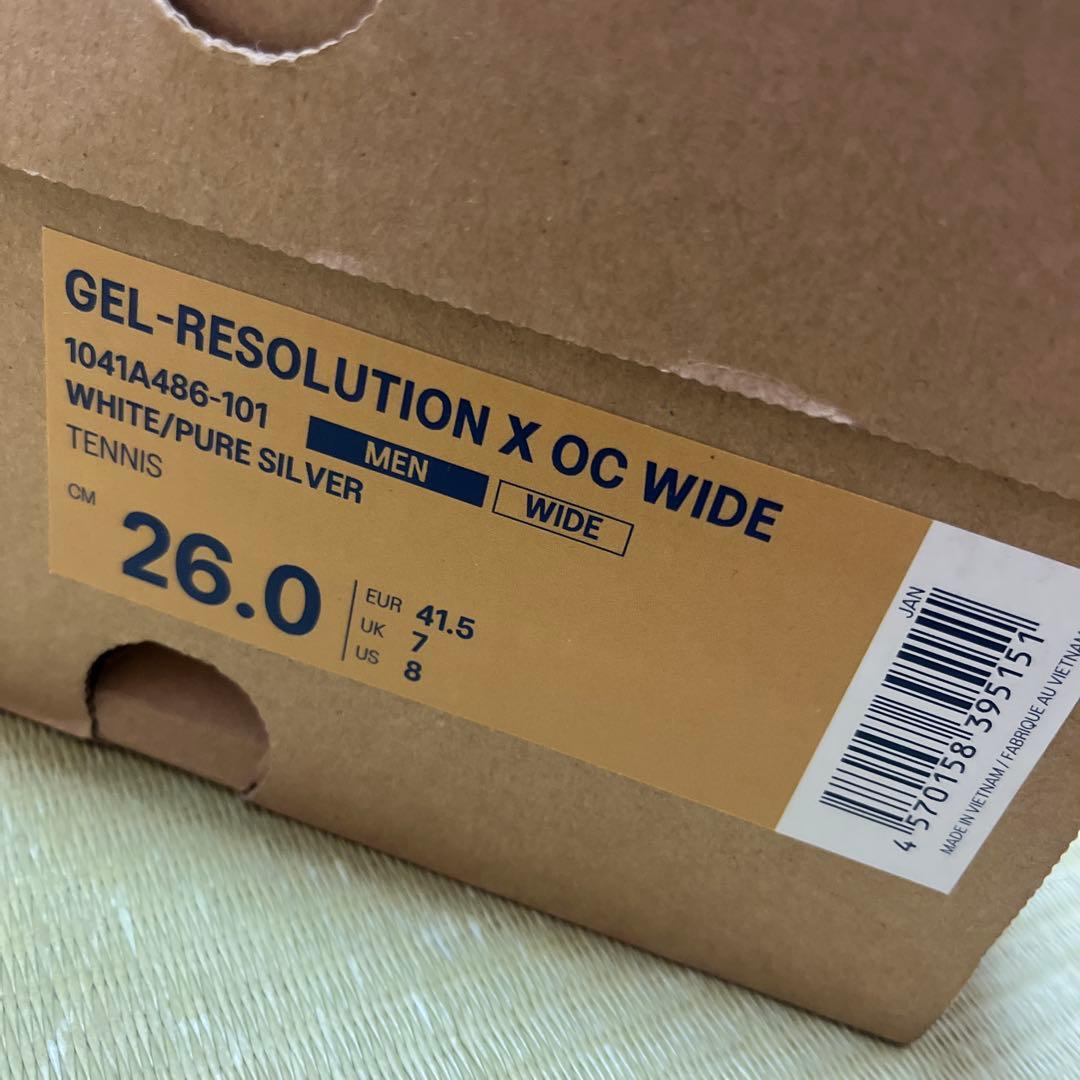 GEL-RESOLUTION X OC WIDE
1041A486-101
WHITE/PURE SILVER
TENNIS
MEN
WIDE
CM
26.0
EUR 41.5
UK 7
US 8
JAN
4 570158 395151
MADE IN VIETNAM / FABRIQUE AU VIETNAM